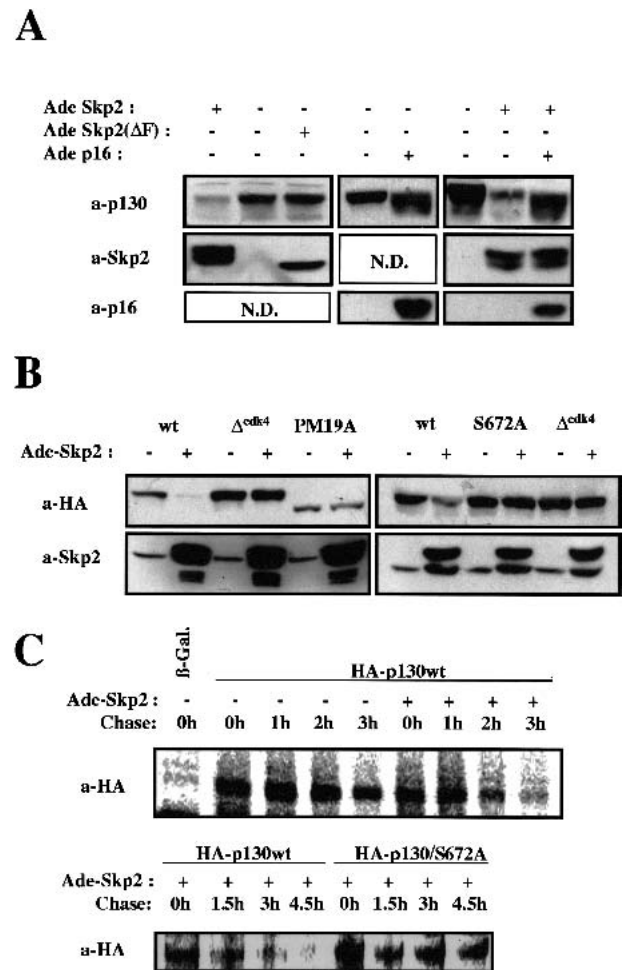 A
Ade Skp2 : + - - - - - + +
Ade Skp2(ΔF) : - - + - - - - -
Ade p16 : - - - - + - - +
a-p130
a-Skp2 N.D.
a-p16 N.D.
B
wt Δcdk4 PM19A wt S672A Δcdk4
Ade-Skp2 : - + - + - + - + - + - +
a-HA
a-Skp2
C
ß-Gal.
HA-p130wt
Ade-Skp2 : - - - - - + + + +
Chase: 0h 0h 1h 2h 3h 0h 1h 2h 3h
a-HA
HA-p130wt HA-p130/S672A
Ade-Skp2 : + + + + + + + +
Chase: 0h 1.5h 3h 4.5h 0h 1.5h 3h 4.5h
a-HA